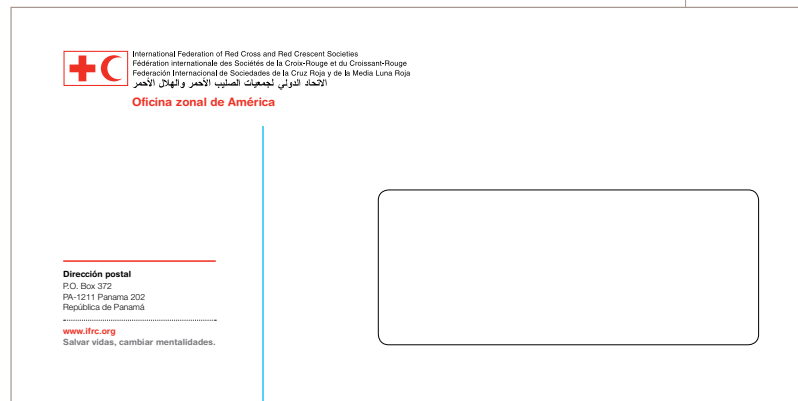 International Federation of Red Cross and Red Crescent Societies
Fédération internationale des Sociétés de la Croix-Rouge et du Croissant-Rouge
Federación Internacional de Sociedades de la Cruz Roja y de la Media Luna Roja
الاتحاد الدولي لجمعيات الصليب الأحمر والهلال الأحمر
Oficina zonal de América
Dirección postal
P.O. Box 372
PA-1211 Panama 202
República de Panamá
www.ifrc.org
Salvar vidas, cambiar mentalidades.